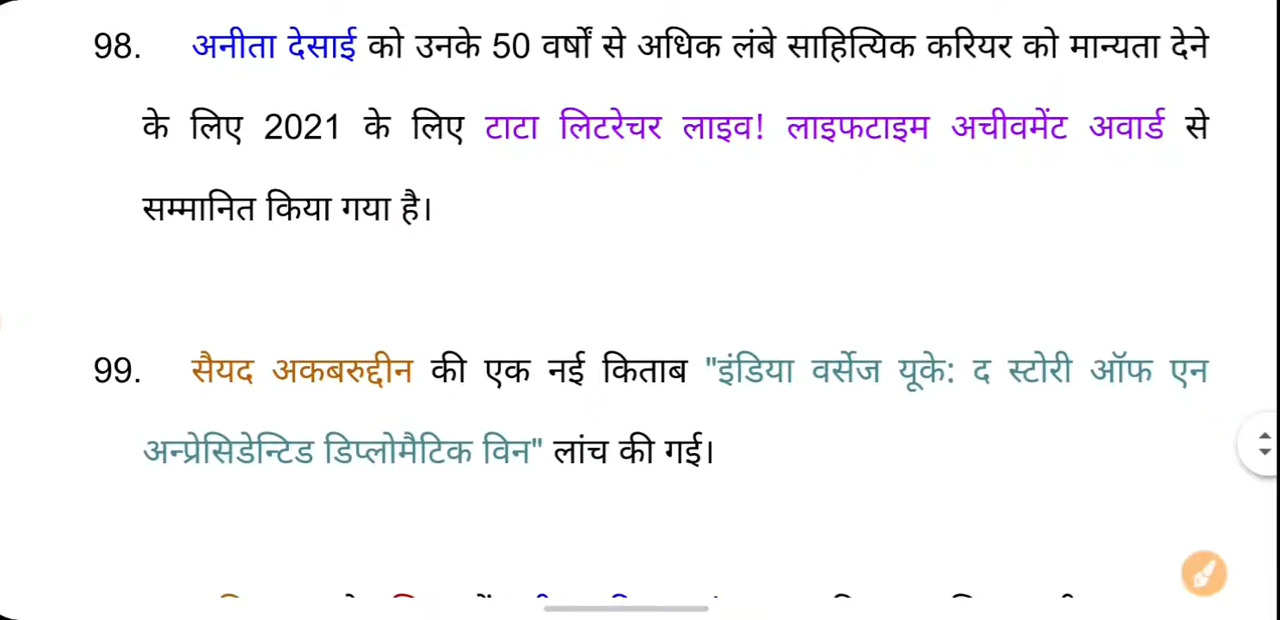 98. अनीता देसाई को उनके 50 वर्षों से अधिक लंबे साहित्यिक करियर को मान्यता देने
के लिए 2021 के लिए टाटा लिटरेचर लाइव! लाइफटाइम अचीवमेंट अवार्ड से
सम्मानित किया गया है।
99. सैयद अकबरुद्दीन की एक नई किताब "इंडिया वर्सेज यूके: द स्टोरी ऑफ एन
अन्प्रेसिडेन्टिड डिप्लोमैटिक विन" लांच की गई।